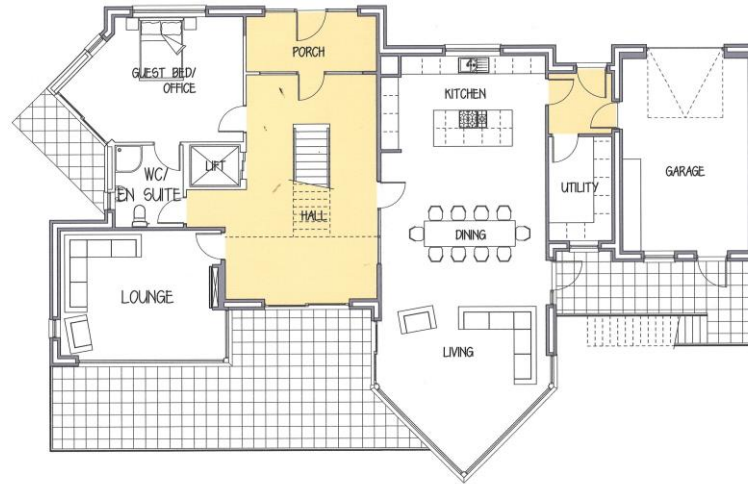 PORCH
GUEST BED/
OFFICE
KITCHEN
WC/
EN SUITE
LIFT
UTILITY
GARAGE
HALL
DINING
LOUNGE
LIVING